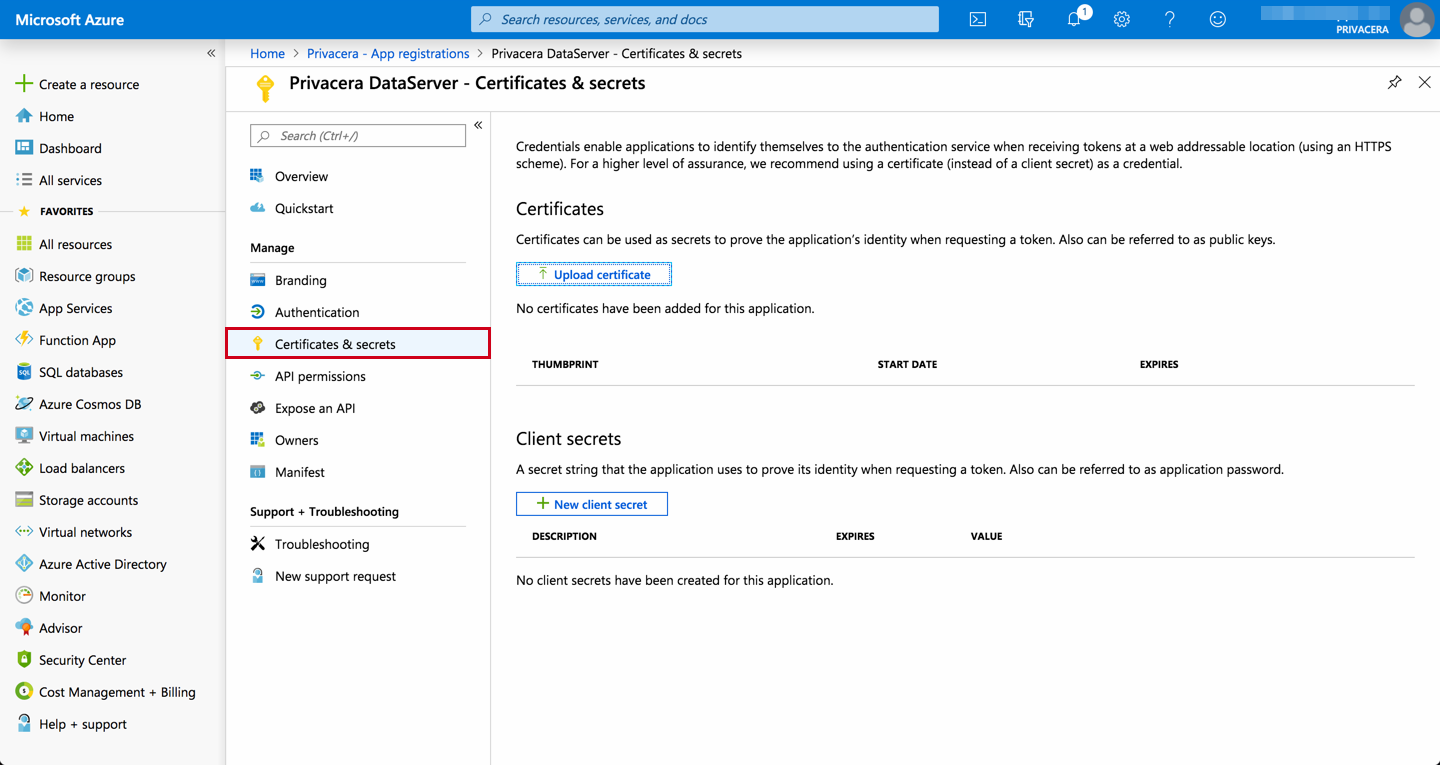 Microsoft Azure
Search resources, services, and docs
1
PRIVACERA
«
Home > Privacera - App registrations > Privacera DataServer - Certificates & secrets
Create a resource
Home
Dashboard
All services
FAVORITES
All resources
Resource groups
App Services
Function App
SQL databases
Azure Cosmos DB
Virtual machines
Load balancers
Storage accounts
Virtual networks
Azure Active Directory
Monitor
Advisor
Security Center
Cost Management + Billing
Help + support
Privacera DataServer - Certificates & secrets
Search (Ctrl+/)
«
Overview
Quickstart
Manage
Branding
Authentication
Certificates & secrets
API permissions
Expose an API
Owners
Manifest
Support + Troubleshooting
Troubleshooting
New support request
Credentials enable applications to identify themselves to the authentication service when receiving tokens at a web addressable location (using an HTTPS
scheme). For a higher level of assurance, we recommend using a certificate (instead of a client secret) as a credential.
Certificates
Certificates can be used as secrets to prove the application's identity when requesting a token. Also can be referred to as public keys.
Upload certificate
No certificates have been added for this application.
THUMBPRINT START DATE EXPIRES
Client secrets
A secret string that the application uses to prove its identity when requesting a token. Also can be referred to as application password.
New client secret
DESCRIPTION EXPIRES VALUE
No client secrets have been created for this application.